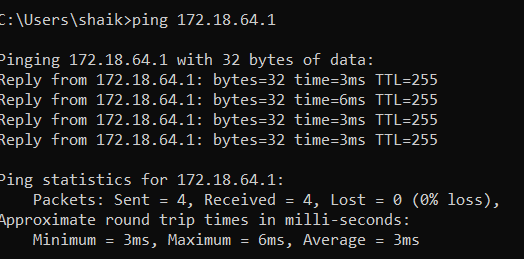 C:\Users\shaik>ping 172.18.64.1
Pinging 172.18.64.1 with 32 bytes of data:
Reply from 172.18.64.1: bytes=32 time=3ms TTL=255
Reply from 172.18.64.1: bytes=32 time=6ms TTL=255
Reply from 172.18.64.1: bytes=32 time=3ms TTL=255
Reply from 172.18.64.1: bytes=32 time=3ms TTL=255
Ping statistics for 172.18.64.1:
Packets: Sent = 4, Received = 4, Lost = 0 (0% loss),
Approximate round trip times in milli-seconds:
Minimum = 3ms, Maximum = 6ms, Average = 3ms